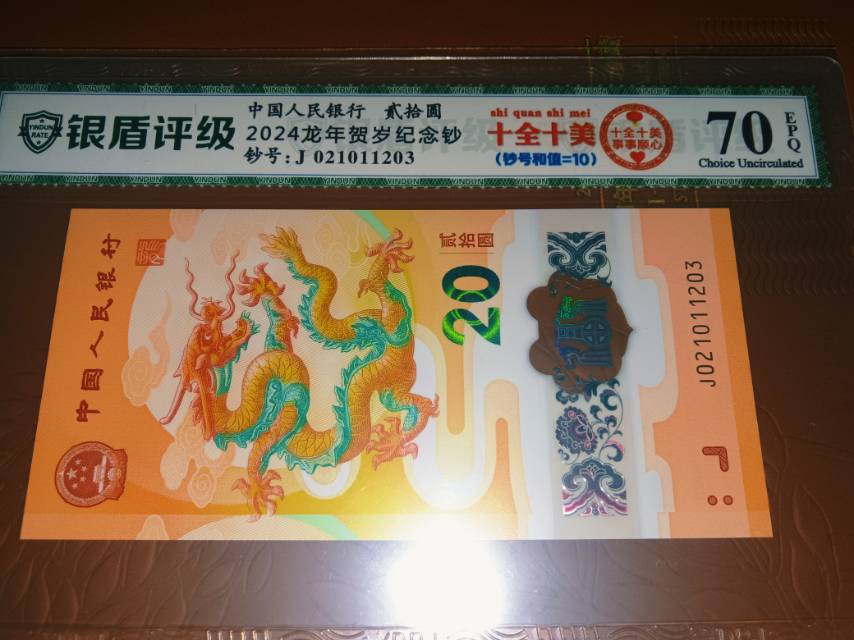 YINDUN RATE
银盾评级
中国人民银行 贰拾圆
2024龙年贺岁纪念钞
钞号: J 021011203
shi quan shi mei
十全十美
(钞号和值=10)
十全十美
事事顺心
70
EPQ
Choice Uncirculated
中国人民银行
贰拾圆
20
J021011203